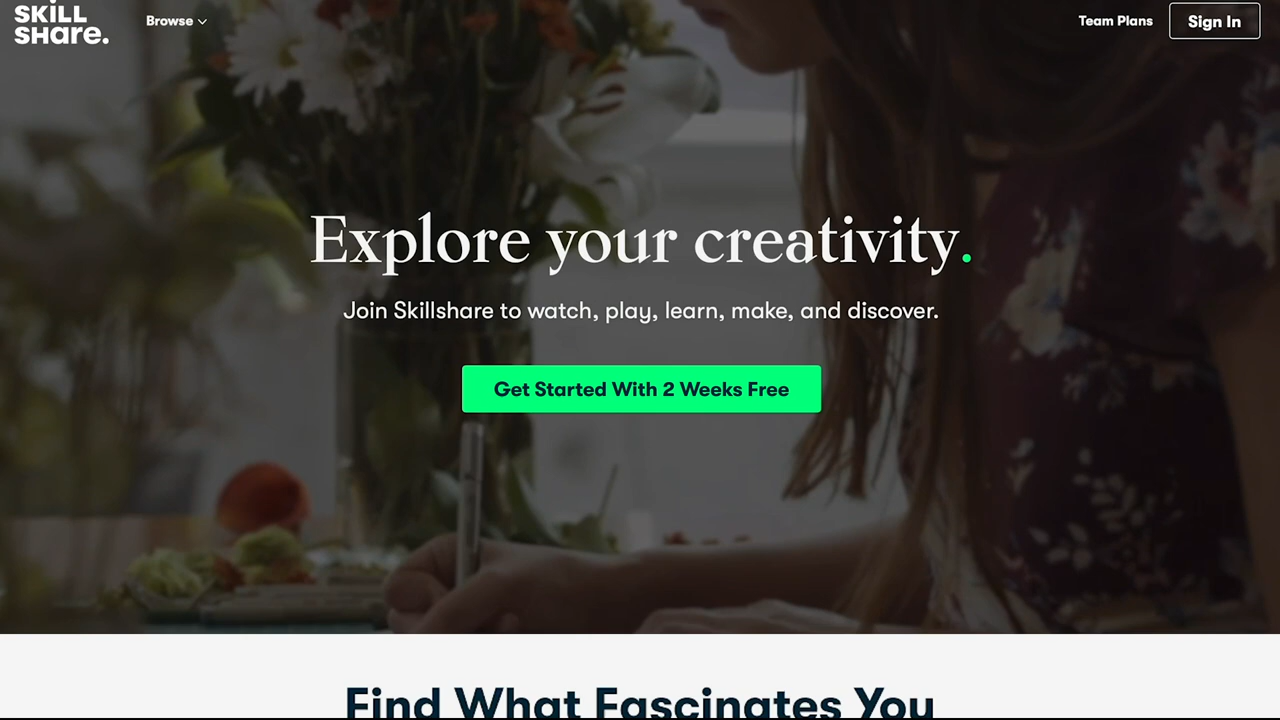 SKiLL
SHare.
Browse
Team Plans
Sign In
Explore your creativity.
Join Skillshare to watch, play, learn, make, and discover.
Get Started With 2 Weeks Free
Find What Fascinates You